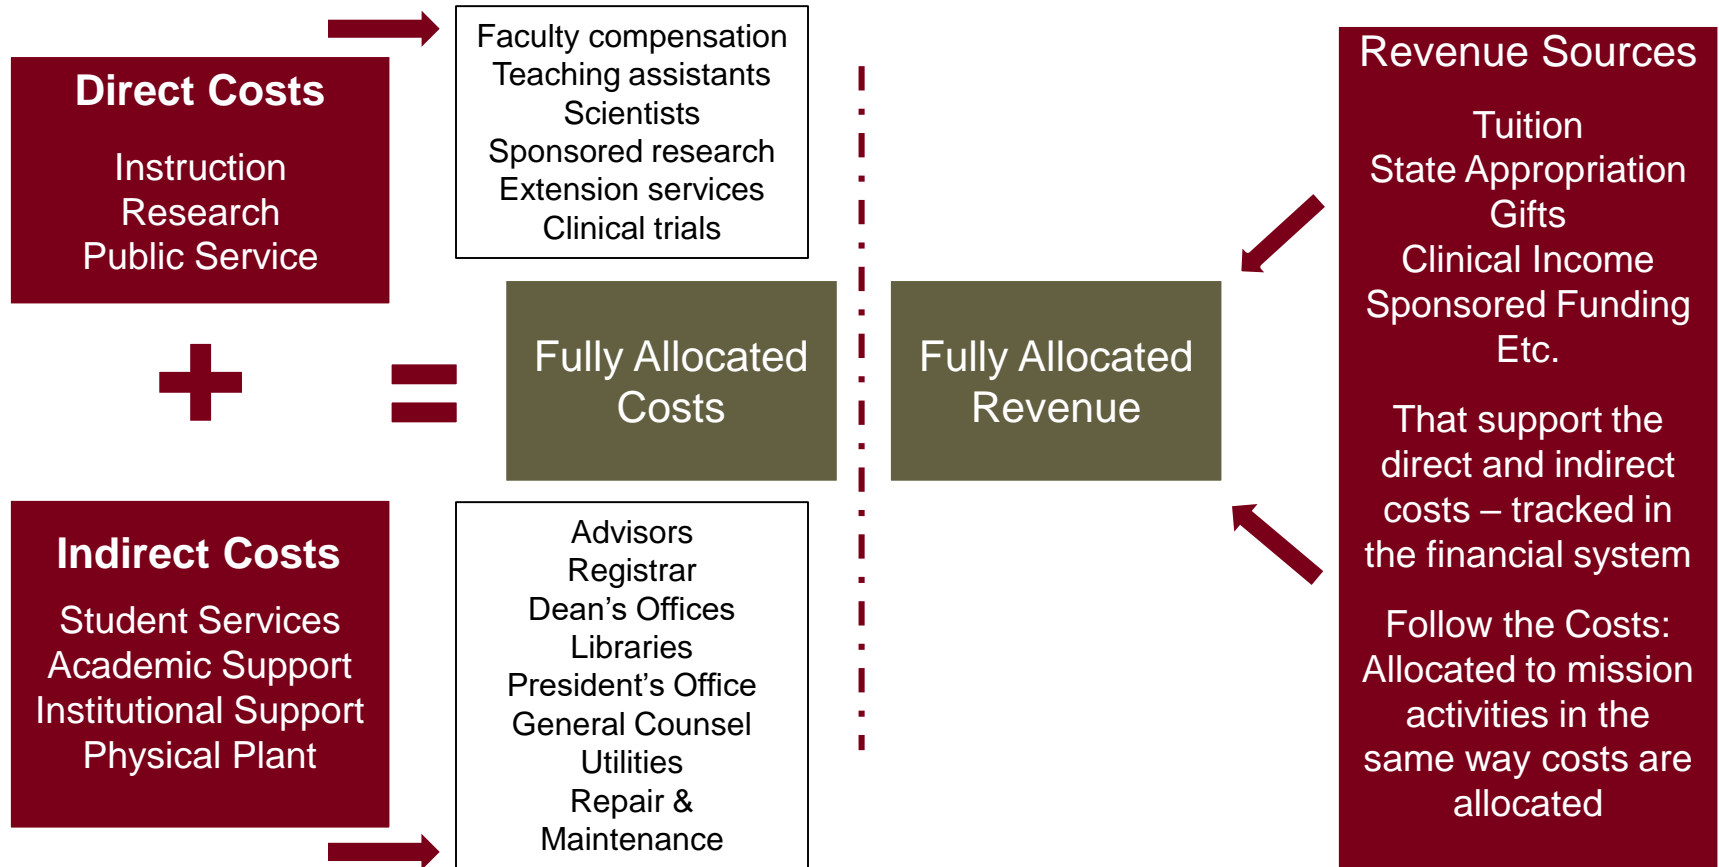 Direct Costs
Instruction
Research
Public Service
Faculty compensation
Teaching assistants
Scientists
Sponsored research
Extension services
Clinical trials
+
=
Fully Allocated
Costs
Indirect Costs
Student Services
Academic Support
Institutional Support
Physical Plant
Advisors
Registrar
Dean’s Offices
Libraries
President’s Office
General Counsel
Utilities
Repair &
Maintenance
Fully Allocated
Revenue
Revenue Sources
Tuition
State Appropriation
Gifts
Clinical Income
Sponsored Funding
Etc.
That support the
direct and indirect
costs – tracked in
the financial system
Follow the Costs:
Allocated to mission
activities in the
same way costs are
allocated